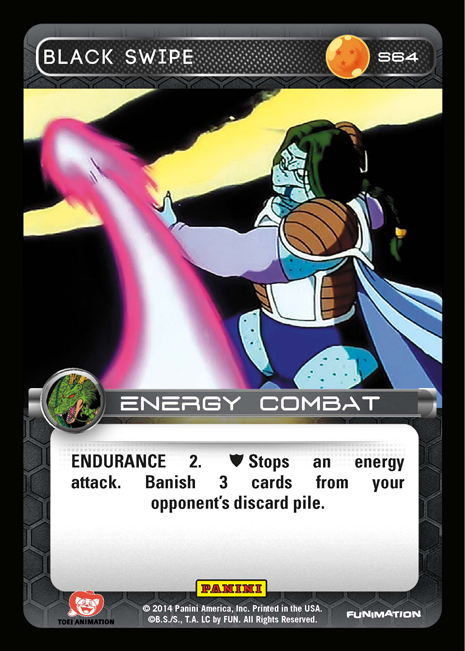 BLACK SWIPE
S64
ENERGY COMBAT
ENDURANCE 2. Stops an energy
attack. Banish 3 cards from your
opponent's discard pile.
PANINI
© 2014 Panini America, Inc. Printed in the USA.
©B.S./S., T.A. LC by FUN. All Rights Reserved.
TOEI ANIMATION
FUNIMATION